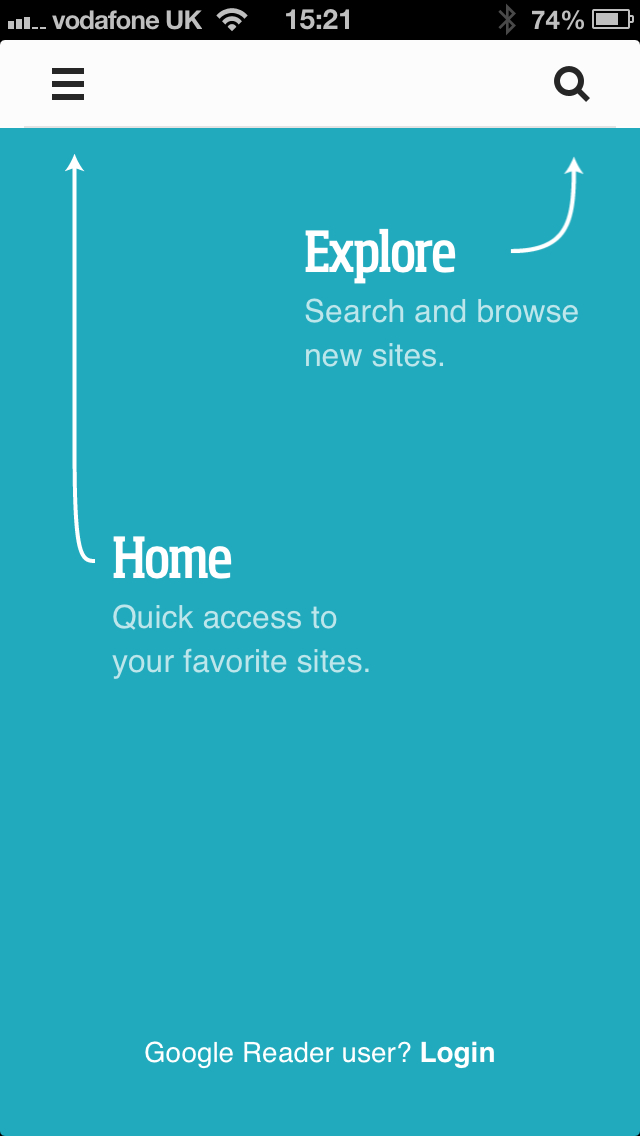 vodafone UK 15:21 74%
Explore
Search and browse
new sites.
Home
Quick access to
your favorite sites.
Google Reader user? Login